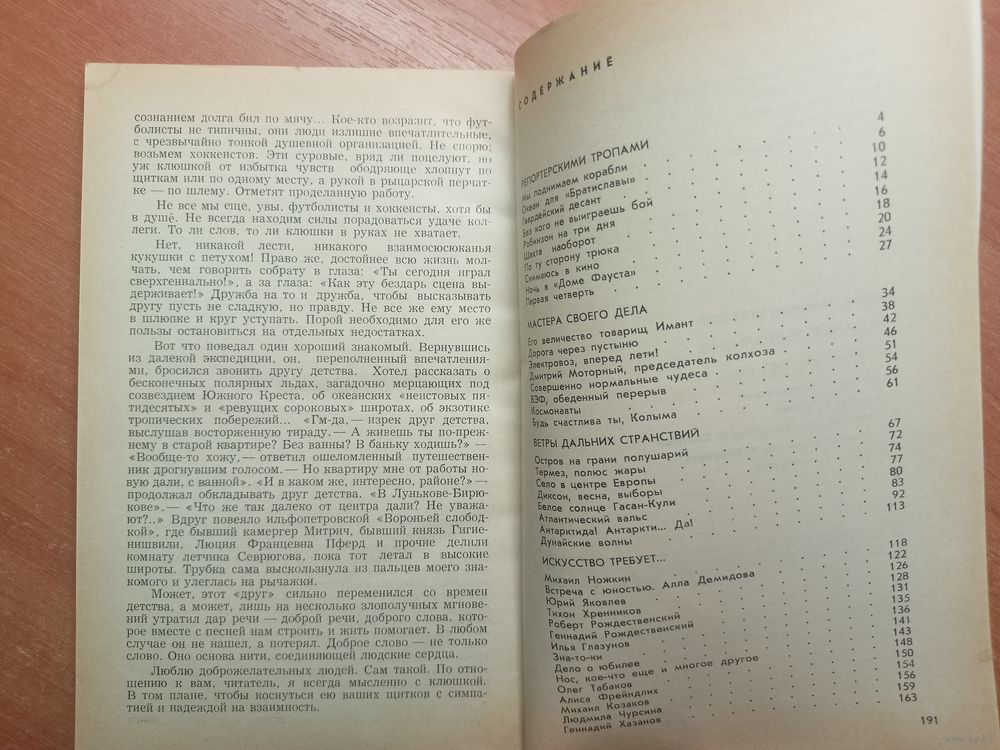 сознанием долга бил по мячу... Кое-кто возразит, что фут-
болисты не типичны, они люди излишне впечатлительные,
с чрезвычайно тонкой душевной организацией. Не спорю;
возьмем хоккеистов. Эти суровые, вряд ли поцелуют, но
уж клюшкой от избытка чувств ободряюще хлопнут по
щиткам или по одному месту, а рукой в рыцарской перчат-
ке — по шлему. Отметят проделанную работу.
Не все мы еще, увы, футболисты и хоккеисты, хотя бы
в душе. Не всегда находим силы порадоваться удаче кол-
леги. То ли слов, то ли клюшки в руках не хватает.
Нет, никакой лести, никакого взаимосюсюканья
кукушки с петухом! Право же, достойнее всю жизнь мол-
чать, чем говорить собрату в глаза: «Ты сегодня играл
сверхгениально!», а за глаза: «Как эту бездарь сцена вы-
держивает!» Дружба на то и дружба, чтобы высказывать
другу пусть не сладкую, но правду. Не все же ему место
в шлюпке и круг уступать. Порой необходимо для его же
пользы остановиться на отдельных недостатках.
Вот что поведал один хороший знакомый. Вернувшись
из далекой экспедиции, он, переполненный впечатления-
ми, бросился звонить другу детства. Хотел рассказать о
бесконечных полярных льдах, загадочно мерцающих под
созвездием Южного Креста, об океанских «неистовых пя-
тидесятых» и «ревущих сороковых» широтах, об экзотике
тропических побережий... «Гм-да, — изрек друг детства,
выслушав восторженную тираду. — А живешь ты по-преж-
нему в старой квартире? Без ванны? В баньку ходишь?» —
«Вообще-то хожу, — ответил ошеломленный путешествен-
ник дрогнувшим голосом. — Но квартиру мне от работы но-
вую дали, с ванной». «И в каком же, интересно, районе?» —
продолжал обкладывать друг детства. «В Луньково-Бирю-
кове». — «Что же так далеко от центра дали? Не уважа-
ют?..» Вдруг повеяло ильфопетровской «Вороньей слобод-
кой», где бывший камергер Митрич, бывший князь Гигие-
нишвили, Люция Францевна Пферд и прочие делили
комнату летчика Севрюгова, пока тот летал в высокие
широты. Трубка сама выскользнула из пальцев моего зна-
комого и улеглась на рычажки.
Может, этот «друг» сильно переменился со времен
детства, а может, лишь на несколько злополучных мгнове-
ний утратил дар речи — доброй речи, доброго слова, кото-
рое вместе с песней нам строить и жить помогает. В любом
случае он не нашел, а потерял. Доброе слово — не только
слово. Оно основа нити, соединяющей людские сердца.
Люблю доброжелательных людей. Сам такой. По отно-
шению к вам, читатель, я всегда мысленно с клюшкой.
В том плане, чтобы коснуться ею ваших щитков с симпа-
тией и надеждой на взаимность.
СОДЕРЖАНИЕ
РЕПОРТЕРСКИМИ ТРОПАМИ
Мы поднимаем корабли 4
Океан для «Братиславы» 6
Гвардейский десант 10
Без кого не выиграешь бой 12
Робинзон на три дня 14
Шахта наоборот 16
По ту сторону трюка 18
Снимаюсь в кино 20
Ночь в «Доме Фауста» 24
Первая четверть 27
МАСТЕРА СВОЕГО ДЕЛА
Его величество товарищ Имант 34
Дорога через пустыню 38
Электровоз, вперед лети! 42
Дмитрий Моторный, председатель колхоза 46
Совершенно нормальные чудеса 51
ВЭФ, обеденный перерыв 54
Космонавты 56
Будь счастлива ты, Колыма 61
ВЕТРЫ ДАЛЬНИХ СТРАНСТВИЙ
Остров на грани полушарий 67
Термез, полюс жары 72
Село в центре Европы 74
Диксон, весна, выборы 77
Белое солнце Гасан-Кули 80
Атлантический вальс 83
Антарктида! Антаркти... Да! 92
Дунайские волны 113
ИСКУССТВО ТРЕБУЕТ...
Михаил Ножкин 118
Встреча с юностью. Алла Демидова 122
Юрий Яковлев 126
Тихон Хренников 128
Роберт Рождественский 131
Геннадий Рождественский 135
Илья Глазунов 136
Зна-то-ки 141
Дело о юбилее 143
Нос, кое-что еще и многое другое 148
Олег Табаков 150
Алиса Фрейндлих 154
Михаил Козаков 156
Людмила Чурсина 159
Геннадий Хазанов 163
191